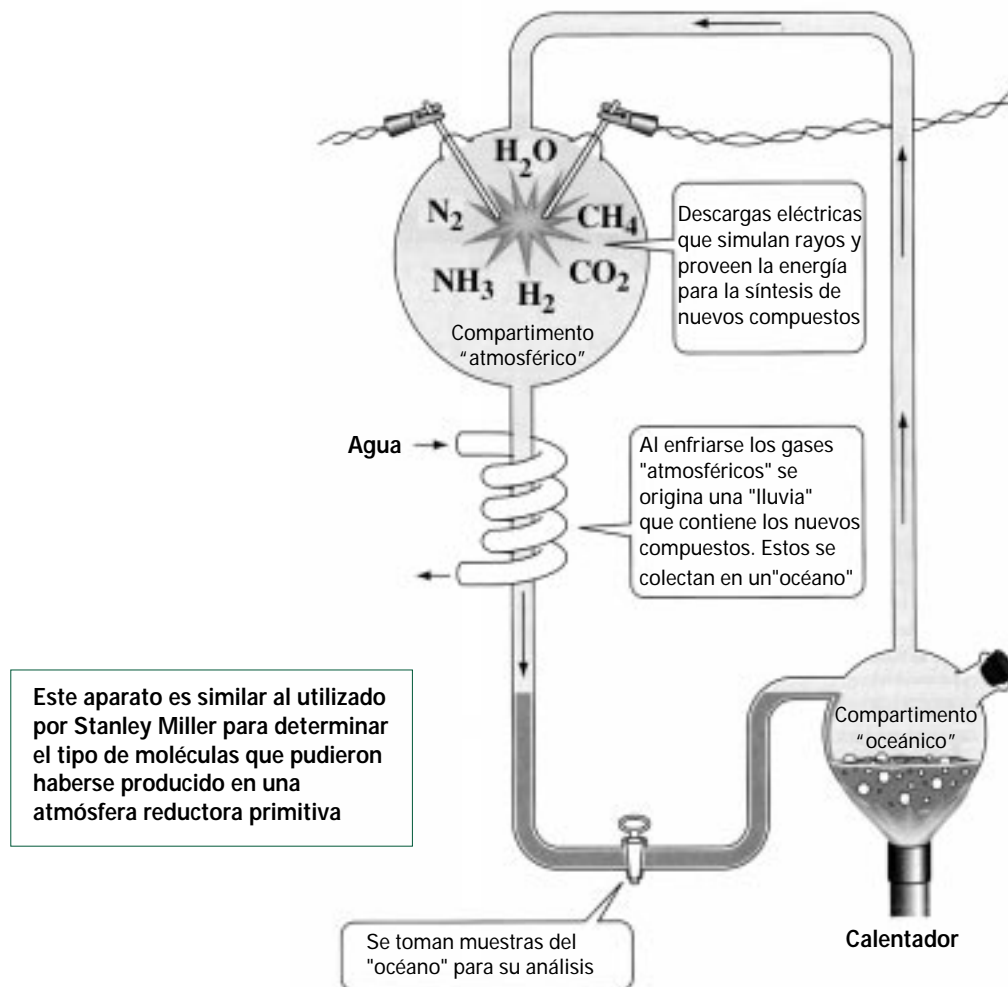 H₂O
N₂
CH₄
NH₃
H₂
CO₂
Compartimento
“atmosférico”
Descargas eléctricas
que simulan rayos y
proveen la energía
para la síntesis de
nuevos compuestos
Agua
Al enfriarse los gases
"atmosféricos" se
origina una "lluvia"
que contiene los nuevos
compuestos. Estos se
colectan en un"océano"
Este aparato es similar al utilizado
por Stanley Miller para determinar
el tipo de moléculas que pudieron
haberse producido en una
atmósfera reductora primitiva
Compartimento
“oceánico”
Calentador
Se toman muestras del
"océano" para su análisis